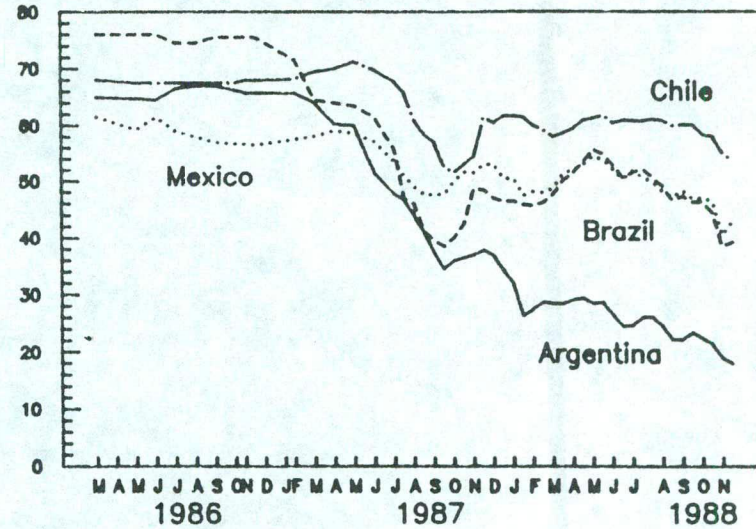 80
70
60
50
40
30
20
10
0
Chile
Mexico
Brazil
Argentina
M A M J J A S O N D J F M A M J J A S O N D J F M A M J J A S O N
1986 1987 1988